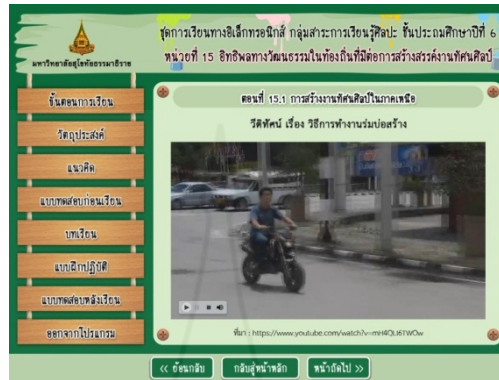 มหาวิทยาลัยสุโขทัยธรรมาธิราช
ชุดการเรียนทางอิเล็กทรอนิกส์ กลุ่มสาระการเรียนรู้ศิลปะ ชั้นประถมศึกษาปีที่ 6
หน่วยที่ 15 อิทธิพลทางวัฒนธรรมในท้องถิ่นที่มีต่อการสร้างสรรค์งานทัศนศิลป์
ขั้นตอนการเรียน
วัตถุประสงค์
แนวคิด
แบบทดสอบก่อนเรียน
บทเรียน
แบบฝึกปฏิบัติ
แบบทดสอบหลังเรียน
ออกจากโปรแกรม
ตอนที่ 15.1 การสร้างงานทัศนศิลป์ในภาคเหนือ
วีดิทัศน์ เรื่อง วิธีการทำงานร่มบ่อสร้าง
ที่มา : https://www.youtube.com/watch?v=mH4QLI61WOw
<< ย้อนกลับ
กลับสู่หน้าหลัก
หน้าถัดไป >>